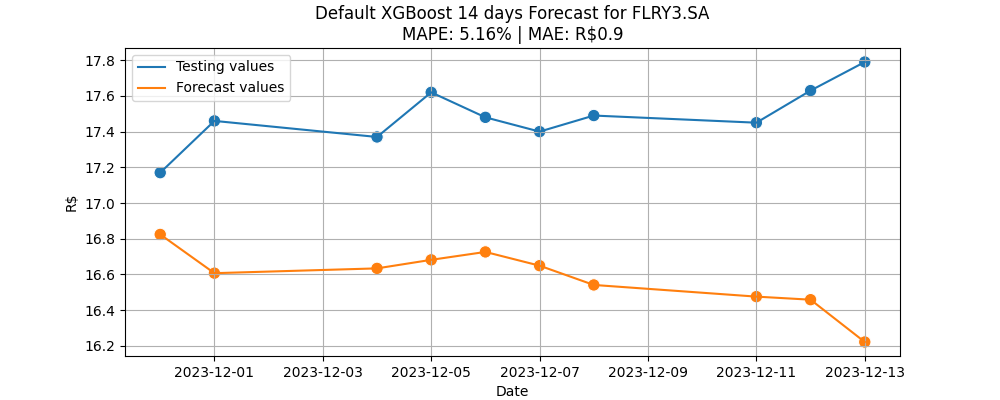 Default XGBoost 14 days Forecast for FLRY3.SA
MAPE: 5.16% | MAE: R$0.9
Testing values
Forecast values
R$
17.8
17.6
17.4
17.2
17.0
16.8
16.6
16.4
16.2
2023-12-01 2023-12-03 2023-12-05 2023-12-07 2023-12-09 2023-12-11 2023-12-13
Date